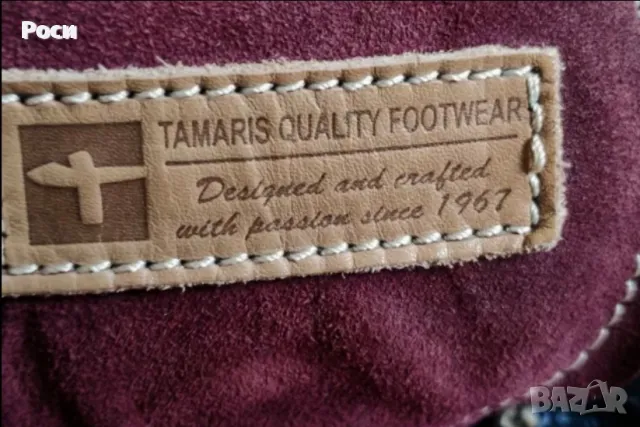 Роси
TAMARIS QUALITY FOOTWEAR
Designed and crafted
with passion since 1967
BAZAR